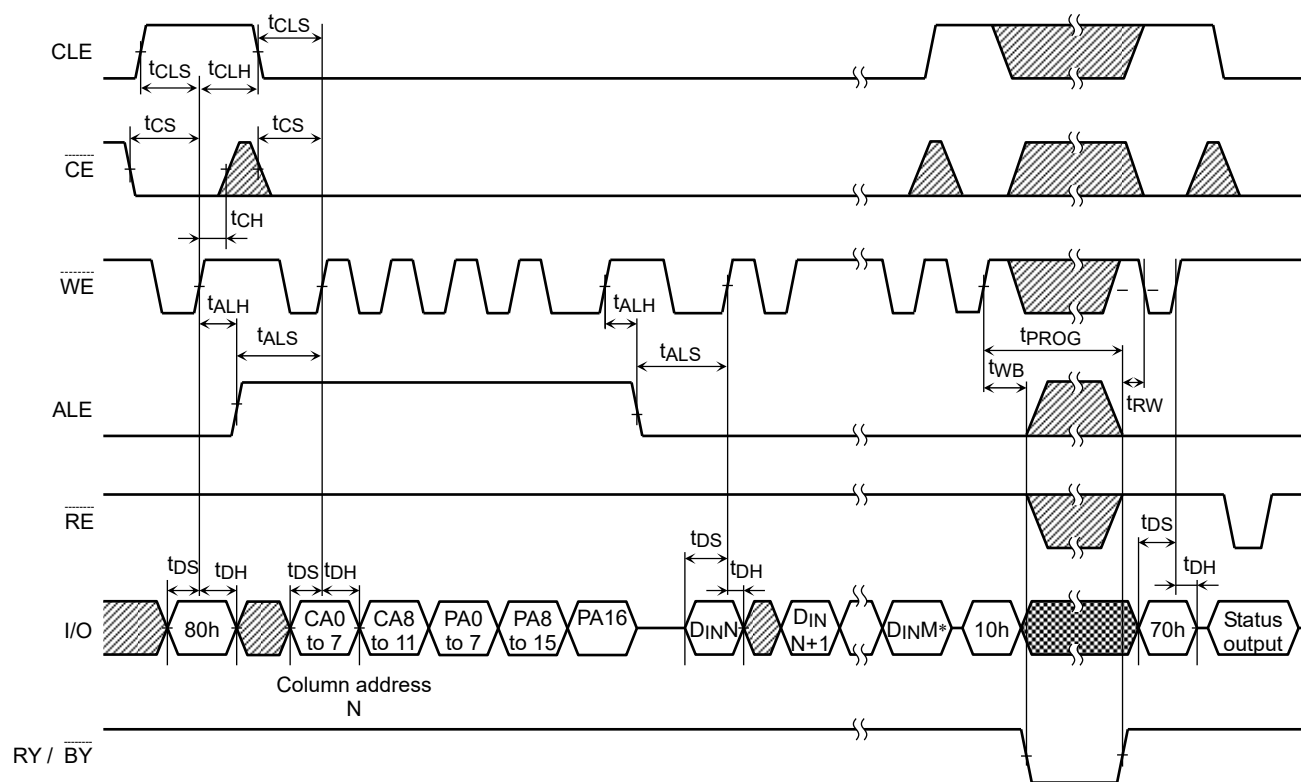 tCLS
CLE
tCLS tCLH
tCS tCS
CE
tCH
WE
tALH tALH
tALS tALS tPROG
tWB
ALE tRW
RE
tDS tDH tDS tDH tDS tDH tDS tDH
I/O 80h CA0 to 7 CA8 to 11 PA0 to 7 PA8 to 15 PA16 DINN DIN N+1 DINM* 10h 70h Status output
Column address
N
RY / BY